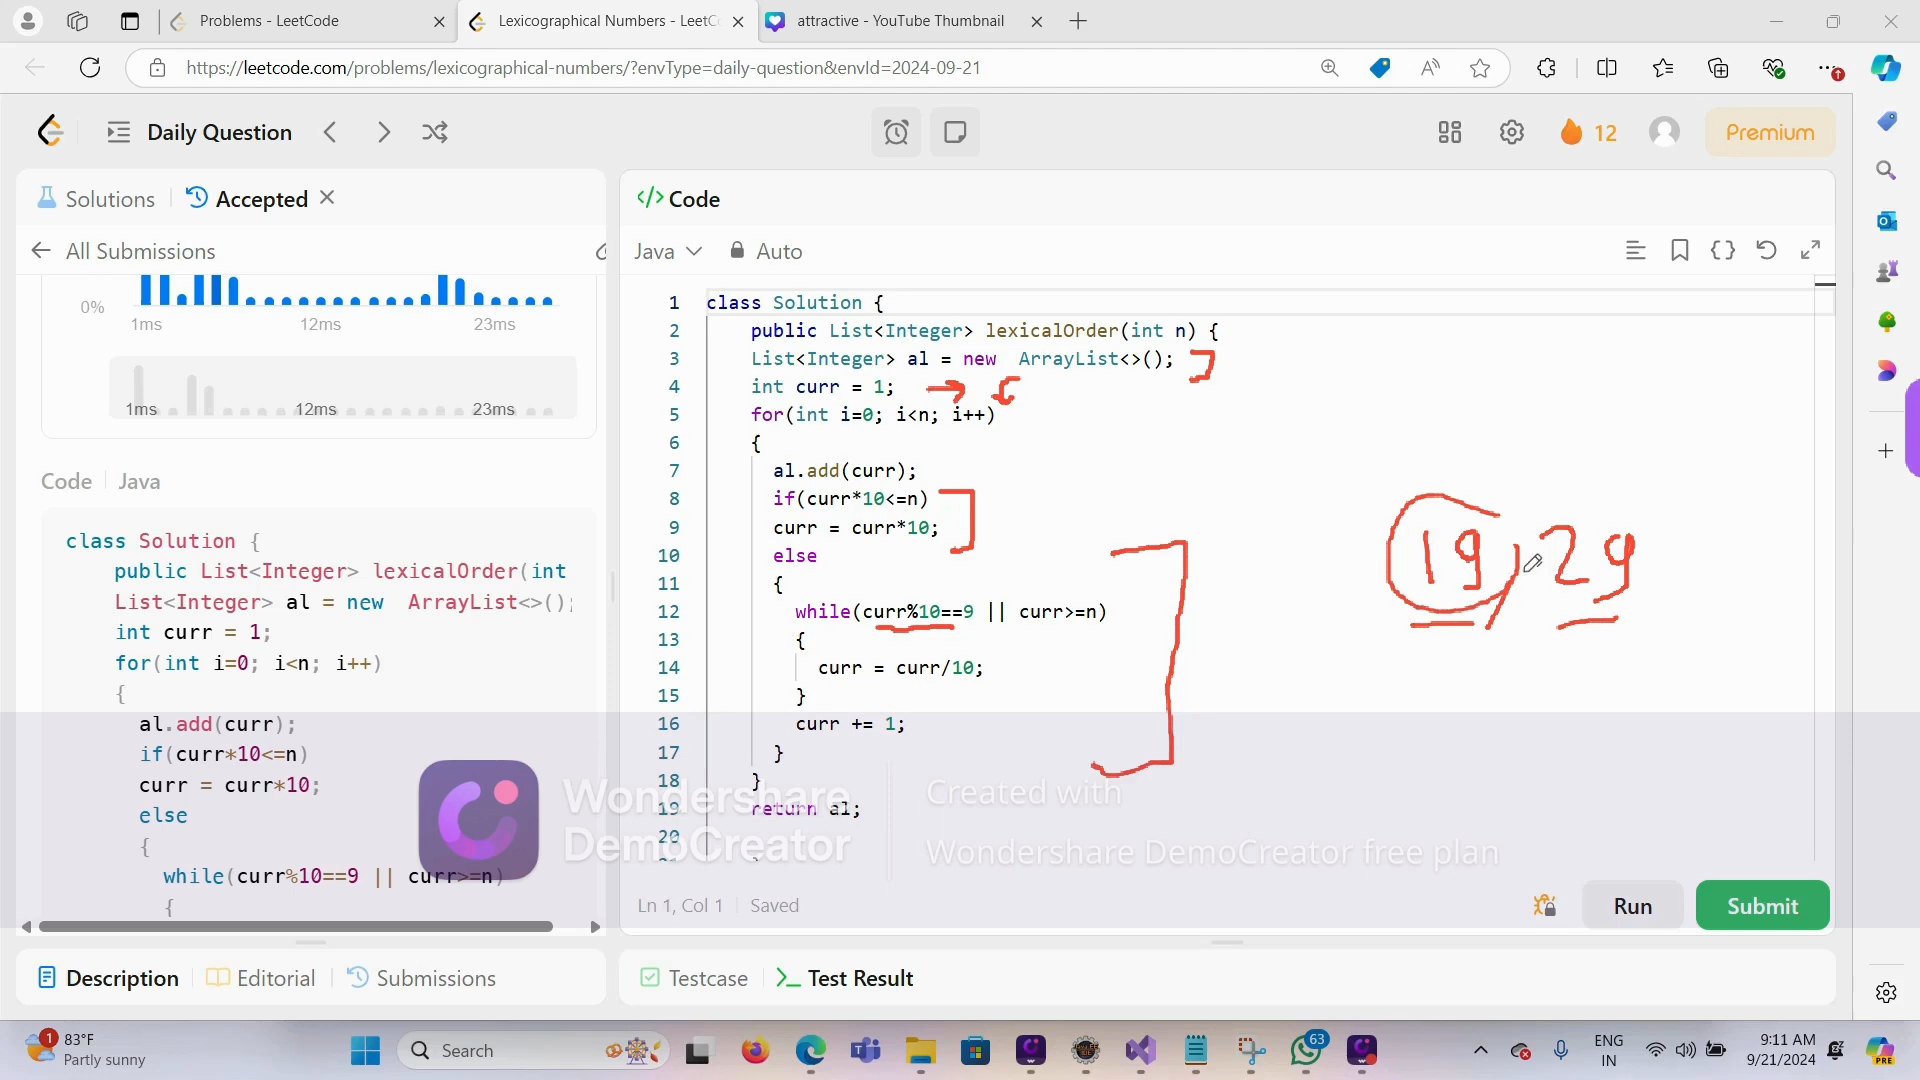 Problems - LeetCode
Lexicographical Numbers - LeetC
attractive - YouTube Thumbnail
https://leetcode.com/problems/lexicographical-numbers/?envType=daily-question&envId=2024-09-21
Daily Question
12
Premium
Solutions
Accepted
All Submissions
0%
1ms
12ms
23ms
1ms
12ms
23ms
Code
Java
class Solution {
public List<Integer> lexicalOrder(int
List<Integer> al = new  ArrayList<>();
int curr = 1;
for(int i=0; i<n; i++)
{
al.add(curr);
if(curr*10<=n)
curr = curr*10;
else
{
while(curr%10==9 || curr>=n)
{
</> Code
Java
Auto
1 class Solution {
2 public List<Integer> lexicalOrder(int n) {
3 List<Integer> al = new  ArrayList<>();
4 int curr = 1;
5 for(int i=0; i<n; i++)
6 {
7 al.add(curr);
8 if(curr*10<=n)
9 curr = curr*10;
10 else
11 {
12 while(curr%10==9 || curr>=n)
13 {
14 curr = curr/10;
15 }
16 curr += 1;
17 }
18 }
19 return al;
20
19, 29
Wondershare
DemoCreator
Created with
Wondershare DemoCreator free plan
Ln 1, Col 1
Saved
Run
Submit
Description
Editorial
Submissions
Testcase
Test Result
1
83°F
Partly sunny
Search
63
ENG
IN
9:11 AM
9/21/2024
PRE